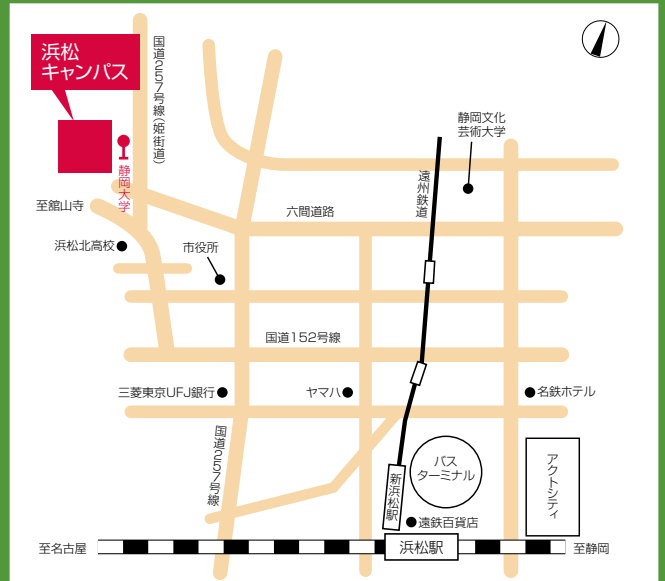 浜松
キャンパス
国道257号線(姫街道)
静岡大学
静岡文化
芸術大学
遠州鉄道
至舘山寺
六間道路
浜松北高校
市役所
国道152号線
三菱東京UFJ銀行
ヤマハ
名鉄ホテル
国道257号線
バス
ターミナル
アクトシティ
新浜松駅
遠鉄百貨店
至名古屋
浜松駅
至静岡